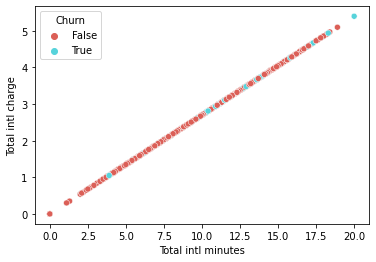 Churn
False
True
Total intl charge
5
4
3
2
1
0
0.0 2.5 5.0 7.5 10.0 12.5 15.0 17.5 20.0
Total intl minutes